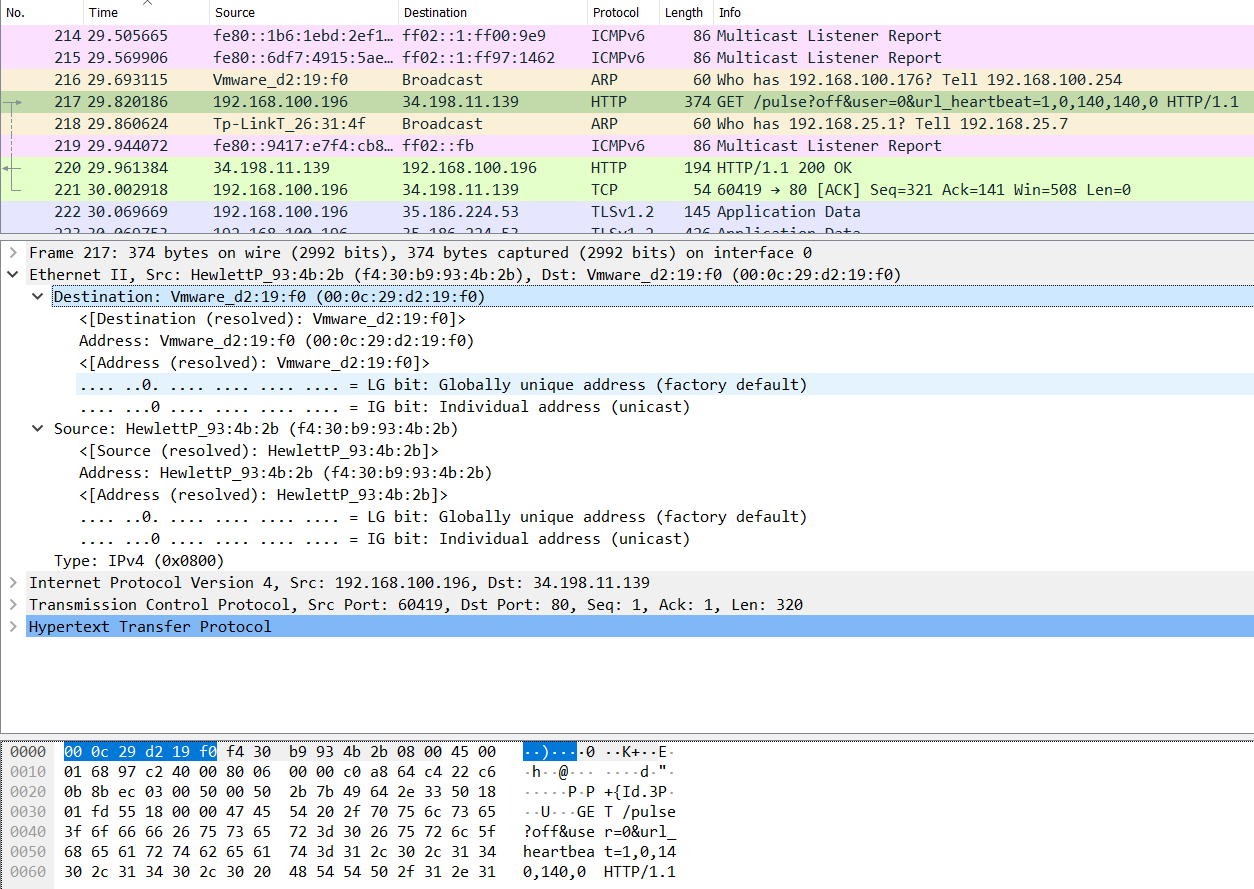 No. Time Source Destination Protocol Length Info
214 29.505665 fe80::1b6:1ebd:2ef1… ff02::1:ff00:9e9 ICMPv6 86 Multicast Listener Report
215 29.569906 fe80::6df7:4915:5ae… ff02::1:ff97:1462 ICMPv6 86 Multicast Listener Report
216 29.693115 Vmware_d2:19:f0 Broadcast ARP 60 Who has 192.168.100.176? Tell 192.168.100.254
217 29.820186 192.168.100.196 34.198.11.139 HTTP 374 GET /pulse?off&user=0&url_heartbeat=1,0,140,140,0 HTTP/1.1
218 29.860624 Tp-LinkT_26:31:4f Broadcast ARP 60 Who has 192.168.25.1? Tell 192.168.25.7
219 29.944072 fe80::9417:e7f4:cb8… ff02::fb ICMPv6 86 Multicast Listener Report
220 29.961384 34.198.11.139 192.168.100.196 HTTP 194 HTTP/1.1 200 OK
221 30.002918 192.168.100.196 34.198.11.139 TCP 54 60419 → 80 [ACK] Seq=321 Ack=141 Win=508 Len=0
222 30.069669 192.168.100.196 35.186.224.53 TLSv1.2 145 Application Data
192.168.100.196 35.186.224.53 TLSv1.2 Application Data
Frame 217: 374 bytes on wire (2992 bits), 374 bytes captured (2992 bits) on interface 0
Ethernet II, Src: HewlettP_93:4b:2b (f4:30:b9:93:4b:2b), Dst: Vmware_d2:19:f0 (00:0c:29:d2:19:f0)
Destination: Vmware_d2:19:f0 (00:0c:29:d2:19:f0)
<[Destination (resolved): Vmware_d2:19:f0]>
Address: Vmware_d2:19:f0 (00:0c:29:d2:19:f0)
<[Address (resolved): Vmware_d2:19:f0]>
.... ..0. .... .... .... .... = LG bit: Globally unique address (factory default)
.... ...0 .... .... .... .... = IG bit: Individual address (unicast)
Source: HewlettP_93:4b:2b (f4:30:b9:93:4b:2b)
<[Source (resolved): HewlettP_93:4b:2b]>
Address: HewlettP_93:4b:2b (f4:30:b9:93:4b:2b)
<[Address (resolved): HewlettP_93:4b:2b]>
.... ..0. .... .... .... .... = LG bit: Globally unique address (factory default)
.... ...0 .... .... .... .... = IG bit: Individual address (unicast)
Type: IPv4 (0x0800)
Internet Protocol Version 4, Src: 192.168.100.196, Dst: 34.198.11.139
Transmission Control Protocol, Src Port: 60419, Dst Port: 80, Seq: 1, Ack: 1, Len: 320
Hypertext Transfer Protocol
0000 00 0c 29 d2 19 f0 f4 30 b9 93 4b 2b 08 00 45 00 ··)····0 ··K+··E·
0010 01 68 97 c2 40 00 80 06 00 00 c0 a8 64 c4 22 c6 ·h··@··· ····d·"·
0020 0b 8b ec 03 00 50 00 50 2b 7b 49 64 2e 33 50 18 ·····P·P +{Id.3P·
0030 01 fd 55 18 00 00 47 45 54 20 2f 70 75 6c 73 65 ··U···GE T /pulse
0040 3f 6f 66 66 26 75 73 65 72 3d 30 26 75 72 6c 5f ?off&use r=0&url_
0050 68 65 61 72 74 62 65 61 74 3d 31 2c 30 2c 31 34 heartbea t=1,0,14
0060 30 2c 31 34 30 2c 30 20 48 54 54 50 2f 31 2e 31 0,140,0 HTTP/1.1